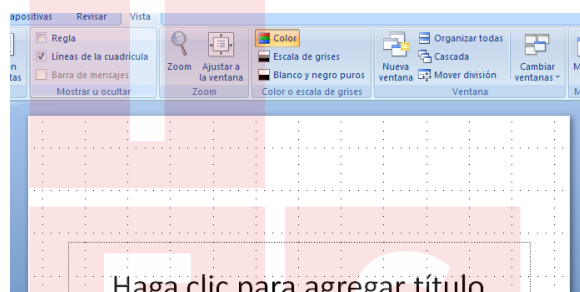 apositivas Revisar Vista
Regla
Líneas de la cuadrícula
Barra de mensajes
Mostrar u ocultar
Zoom
Ajustar a
la ventana
Zoom
Color
Escala de grises
Blanco y negro puros
Color o escala de grises
Nueva
ventana
Organizar todas
Cascada
Mover división
Cambiar
ventanas
Ventana
Haga clic para agregar título